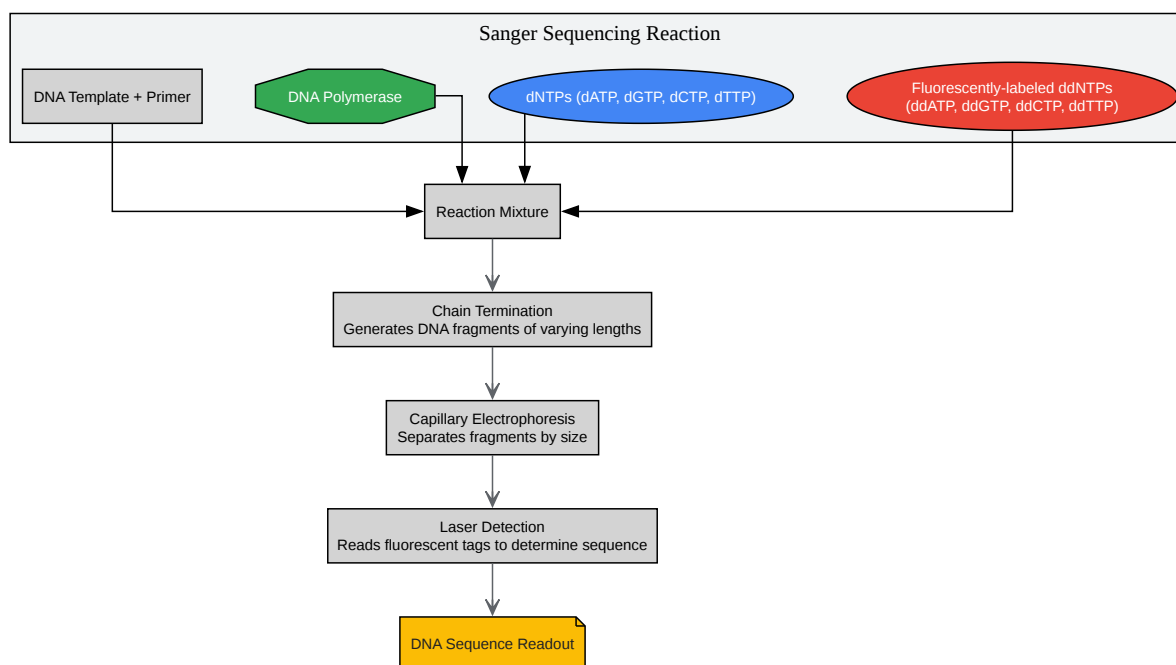 Sanger Sequencing Reaction
DNA Template + Primer
DNA Polymerase
dNTPs (dATP, dGTP, dCTP, dTTP)
Fluorescently-labeled ddNTPs
(ddATP, ddGTP, ddCTP, ddTTP)
Reaction Mixture
Chain Termination
Generates DNA fragments of varying lengths
Capillary Electrophoresis
Separates fragments by size
Laser Detection
Reads fluorescent tags to determine sequence
DNA Sequence Readout